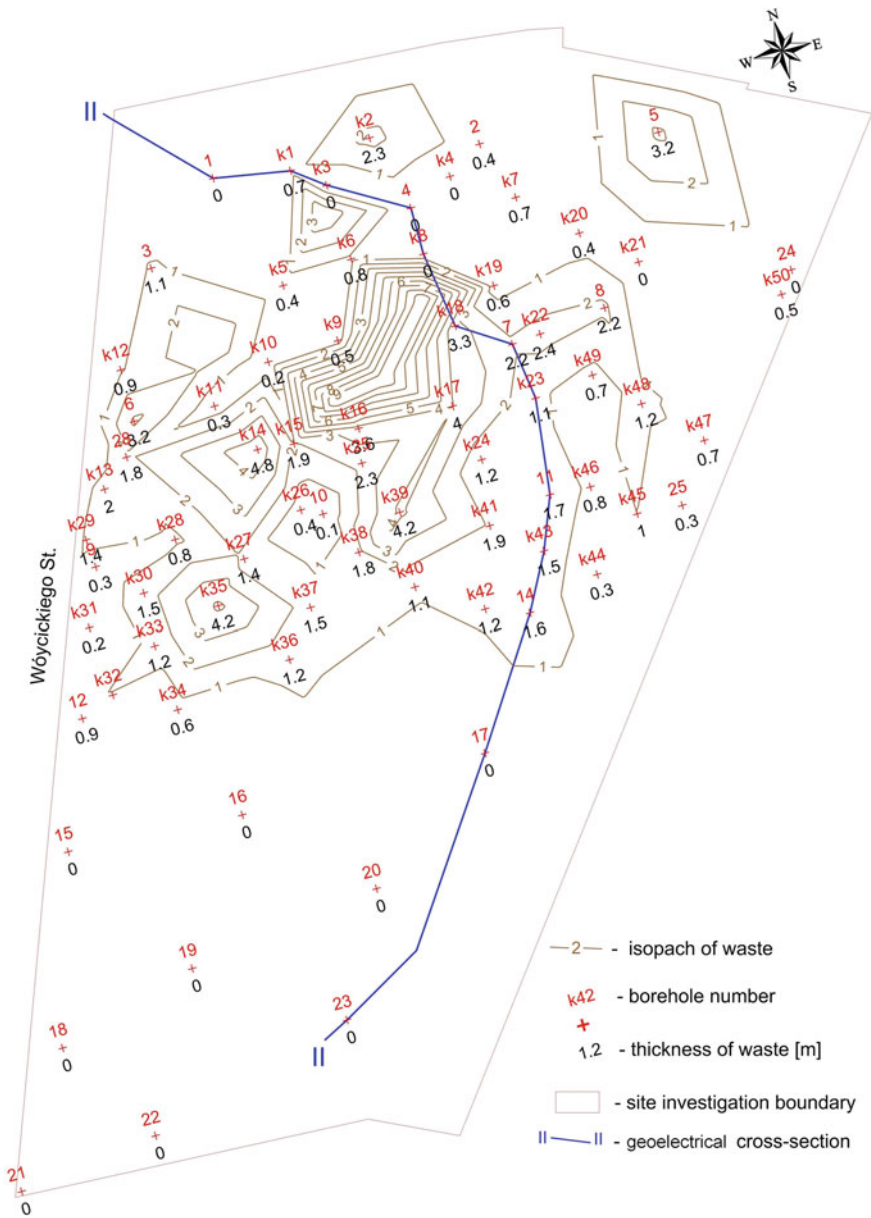 N
W E
S
II
k2
2.3
2
0.4
5
3.2
1
0
k1
0.7
k3
0
k4
0
k7
0.7
4
0
k20
0.4
k21
0
24
0
k50
0.5
3
1.1
k5
0.4
k6
0.8
k8
0
k19
0.6
8
2.2
k18
3.3
7
2.2
k22
2.4
k9
0.5
k10
0.2
k12
0.9
k11
0.3
6
3.2
k49
0.7
k23
1.1
k48
1.2
k17
4
k16
3.6
k47
0.7
28
1.8
k14
4.8
k15
1.9
2.3
k24
1.2
k13
2
k46
0.8
11
1.7
k45
1
25
0.3
k26
0.4
10
0.1
k39
4.2
k41
1.9
k29
1.4
9
0.3
k28
0.8
k27
1.4
k38
1.8
k43
1.5
k44
0.3
k30
1.5
k35
4.2
k37
1.5
k40
1.1
k42
1.2
14
1.6
k31
0.2
k33
1.2
k36
1.2
k32
k34
0.6
12
0.9
Wóycickiego St.
17
0
16
0
15
0
20
0
19
0
23
0
II
18
0
22
0
21
0
2 - isopach of waste
k42 - borehole number
1.2 - thickness of waste [m]
- site investigation boundary
II II - geoelectrical cross-section